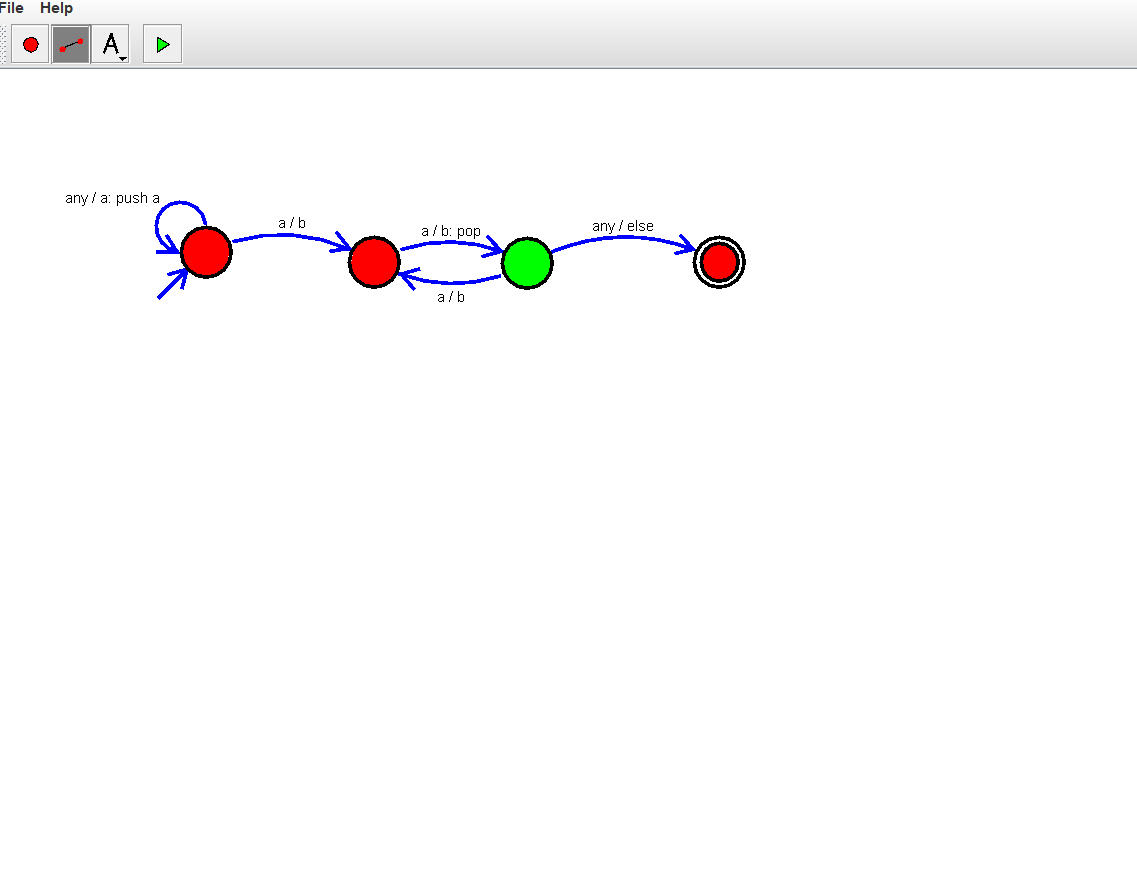 File Help
A
any / a: push a
a / b
a / b: pop
a / b
any / else